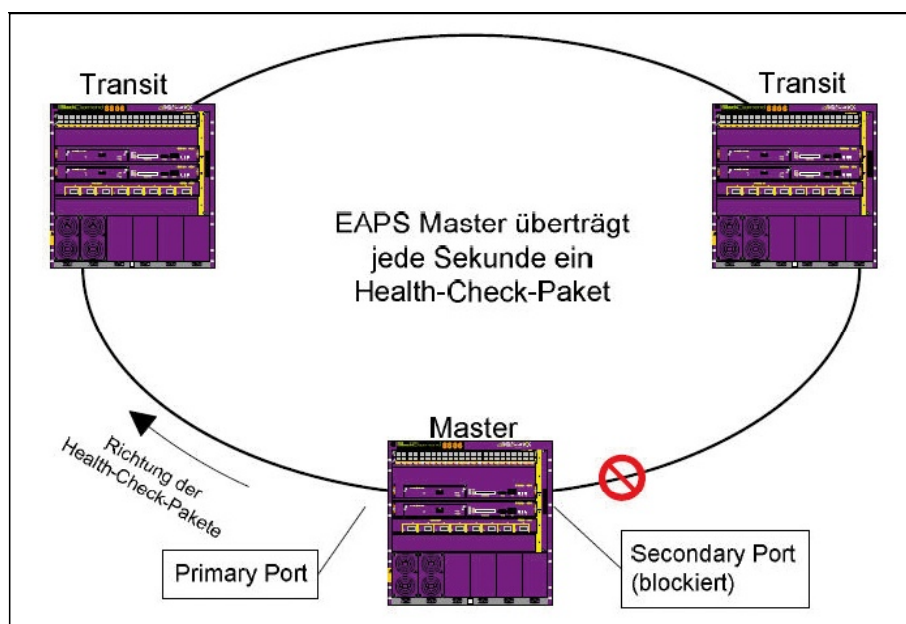 Transit
Transit
EAPS Master überträgt
jede Sekunde ein
Health-Check-Paket
Master
Richtung der
Health-Check-Pakete
Primary Port
Secondary Port
(blockiert)